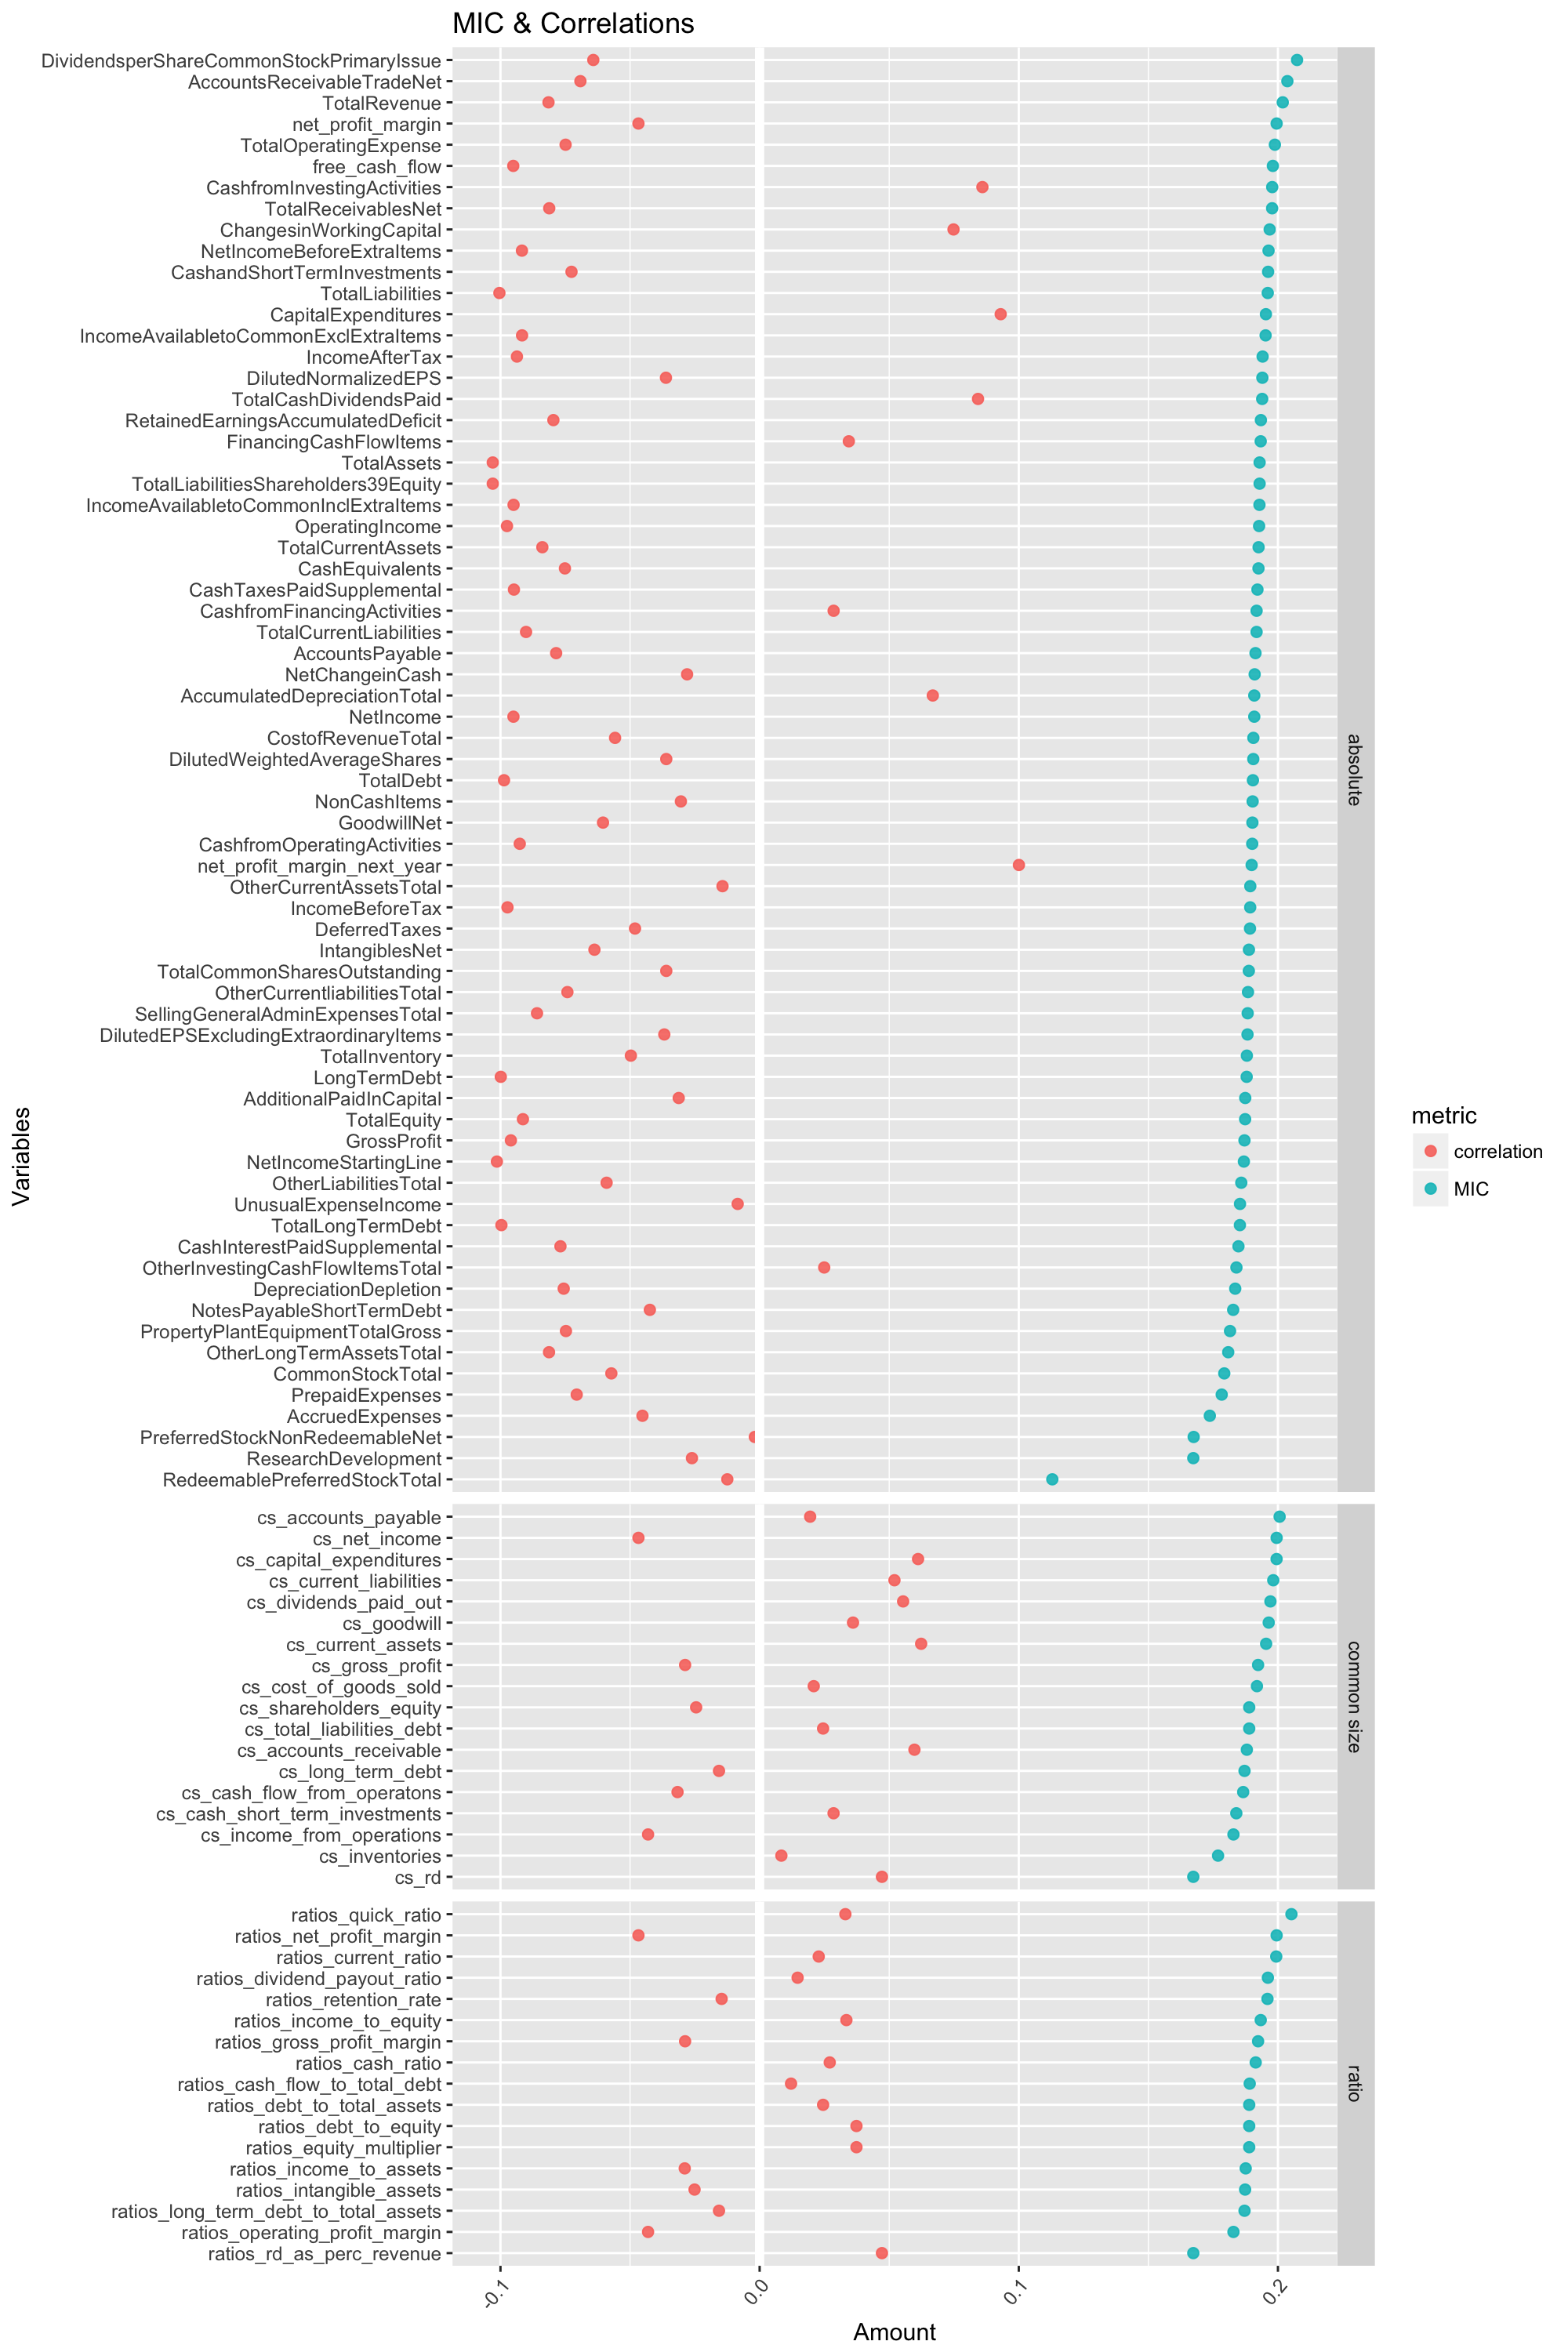 MIC & Correlations
DividendsperShareCommonStockPrimaryIssue
AccountsReceivableTradeNet
TotalRevenue
net_profit_margin
TotalOperatingExpense
free_cash_flow
CashfromInvestingActivities
TotalReceivablesNet
ChangesinWorkingCapital
NetIncomeBeforeExtraItems
CashandShortTermInvestments
TotalLiabilities
CapitalExpenditures
IncomeAvailabletoCommonExclExtraItems
IncomeAfterTax
DilutedNormalizedEPS
TotalCashDividendsPaid
RetainedEarningsAccumulatedDeficit
FinancingCashFlowItems
TotalAssets
TotalLiabilitiesShareholders39Equity
IncomeAvailabletoCommonInclExtraItems
OperatingIncome
TotalCurrentAssets
CashEquivalents
CashTaxesPaidSupplemental
CashfromFinancingActivities
TotalCurrentLiabilities
AccountsPayable
NetChangeinCash
AccumulatedDepreciationTotal
NetIncome
CostofRevenueTotal
DilutedWeightedAverageShares
TotalDebt
NonCashItems
GoodwillNet
CashfromOperatingActivities
net_profit_margin_next_year
OtherCurrentAssetsTotal
IncomeBeforeTax
DeferredTaxes
IntangiblesNet
TotalCommonSharesOutstanding
OtherCurrentliabilitiesTotal
SellingGeneralAdminExpensesTotal
DilutedEPSExcludingExtraordinaryItems
TotalInventory
LongTermDebt
AdditionalPaidInCapital
TotalEquity
GrossProfit
NetIncomeStartingLine
OtherLiabilitiesTotal
UnusualExpenseIncome
TotalLongTermDebt
CashInterestPaidSupplemental
OtherInvestingCashFlowItemsTotal
DepreciationDepletion
NotesPayableShortTermDebt
PropertyPlantEquipmentTotalGross
OtherLongTermAssetsTotal
CommonStockTotal
PrepaidExpenses
AccruedExpenses
PreferredStockNonRedeemableNet
ResearchDevelopment
RedeemablePreferredStockTotal
absolute
cs_accounts_payable
cs_net_income
cs_capital_expenditures
cs_current_liabilities
cs_dividends_paid_out
cs_goodwill
cs_current_assets
cs_gross_profit
cs_cost_of_goods_sold
cs_shareholders_equity
cs_total_liabilities_debt
cs_accounts_receivable
cs_long_term_debt
cs_cash_flow_from_operatons
cs_cash_short_term_investments
cs_income_from_operations
cs_inventories
cs_rd
common size
ratios_quick_ratio
ratios_net_profit_margin
ratios_current_ratio
ratios_dividend_payout_ratio
ratios_retention_rate
ratios_income_to_equity
ratios_gross_profit_margin
ratios_cash_ratio
ratios_cash_flow_to_total_debt
ratios_debt_to_total_assets
ratios_debt_to_equity
ratios_equity_multiplier
ratios_income_to_assets
ratios_intangible_assets
ratios_long_term_debt_to_total_assets
ratios_operating_profit_margin
ratios_rd_as_perc_revenue
ratio
-0.1
0.0
0.1
0.2
Amount
Variables
metric
correlation
MIC